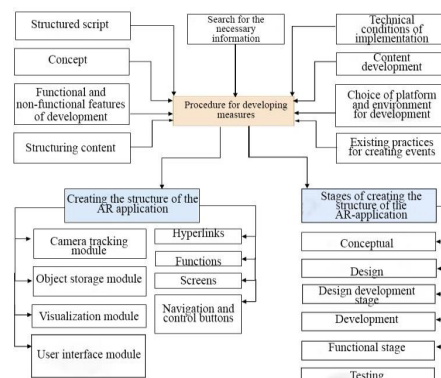 Structured script
Search for the
necessary
information
Technical
conditions of
implementation
Concept
Content
development
Functional and
non-functional features
of development
Procedure for developing
measures
Choice of platform
and environment
for development
Structuring content
Existing practices
for creating events
Creating the structure of the
AR application
Stages of creating the
structure of the
AR-application
Camera tracking
module
Hyperlinks
Conceptual
Functions
Object storage module
Screens
Design
Design development
stage
Visualization module
Navigation and
control buttons
Development
User interface module
Functional stage
Testing